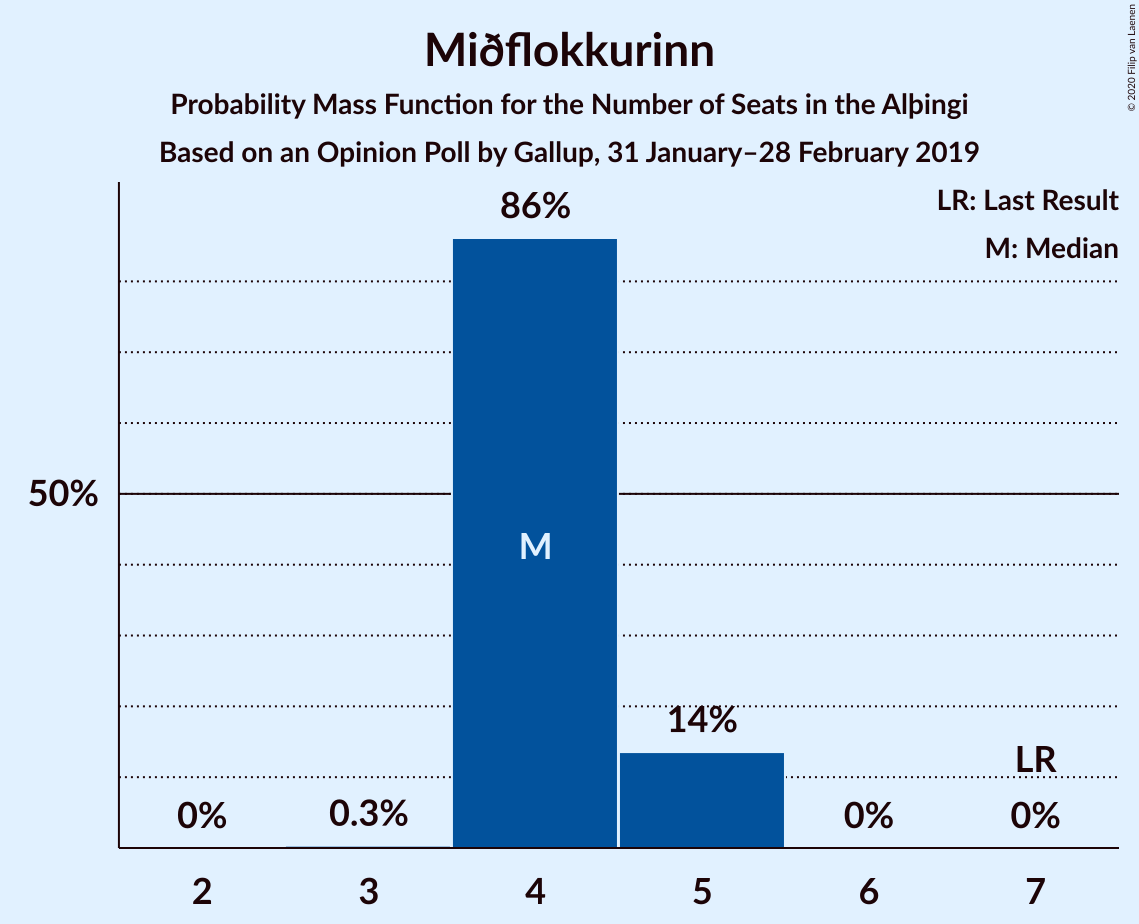 Miðflokkurinn
Probability Mass Function for the Number of Seats in the Alþingi
Based on an Opinion Poll by Gallup, 31 January–28 February 2019
© 2020 Filip van Laenen
LR: Last Result
M: Median
86%
50%
M
14%
LR
0%
0.3%
0%
0%
2
3
4
5
6
7